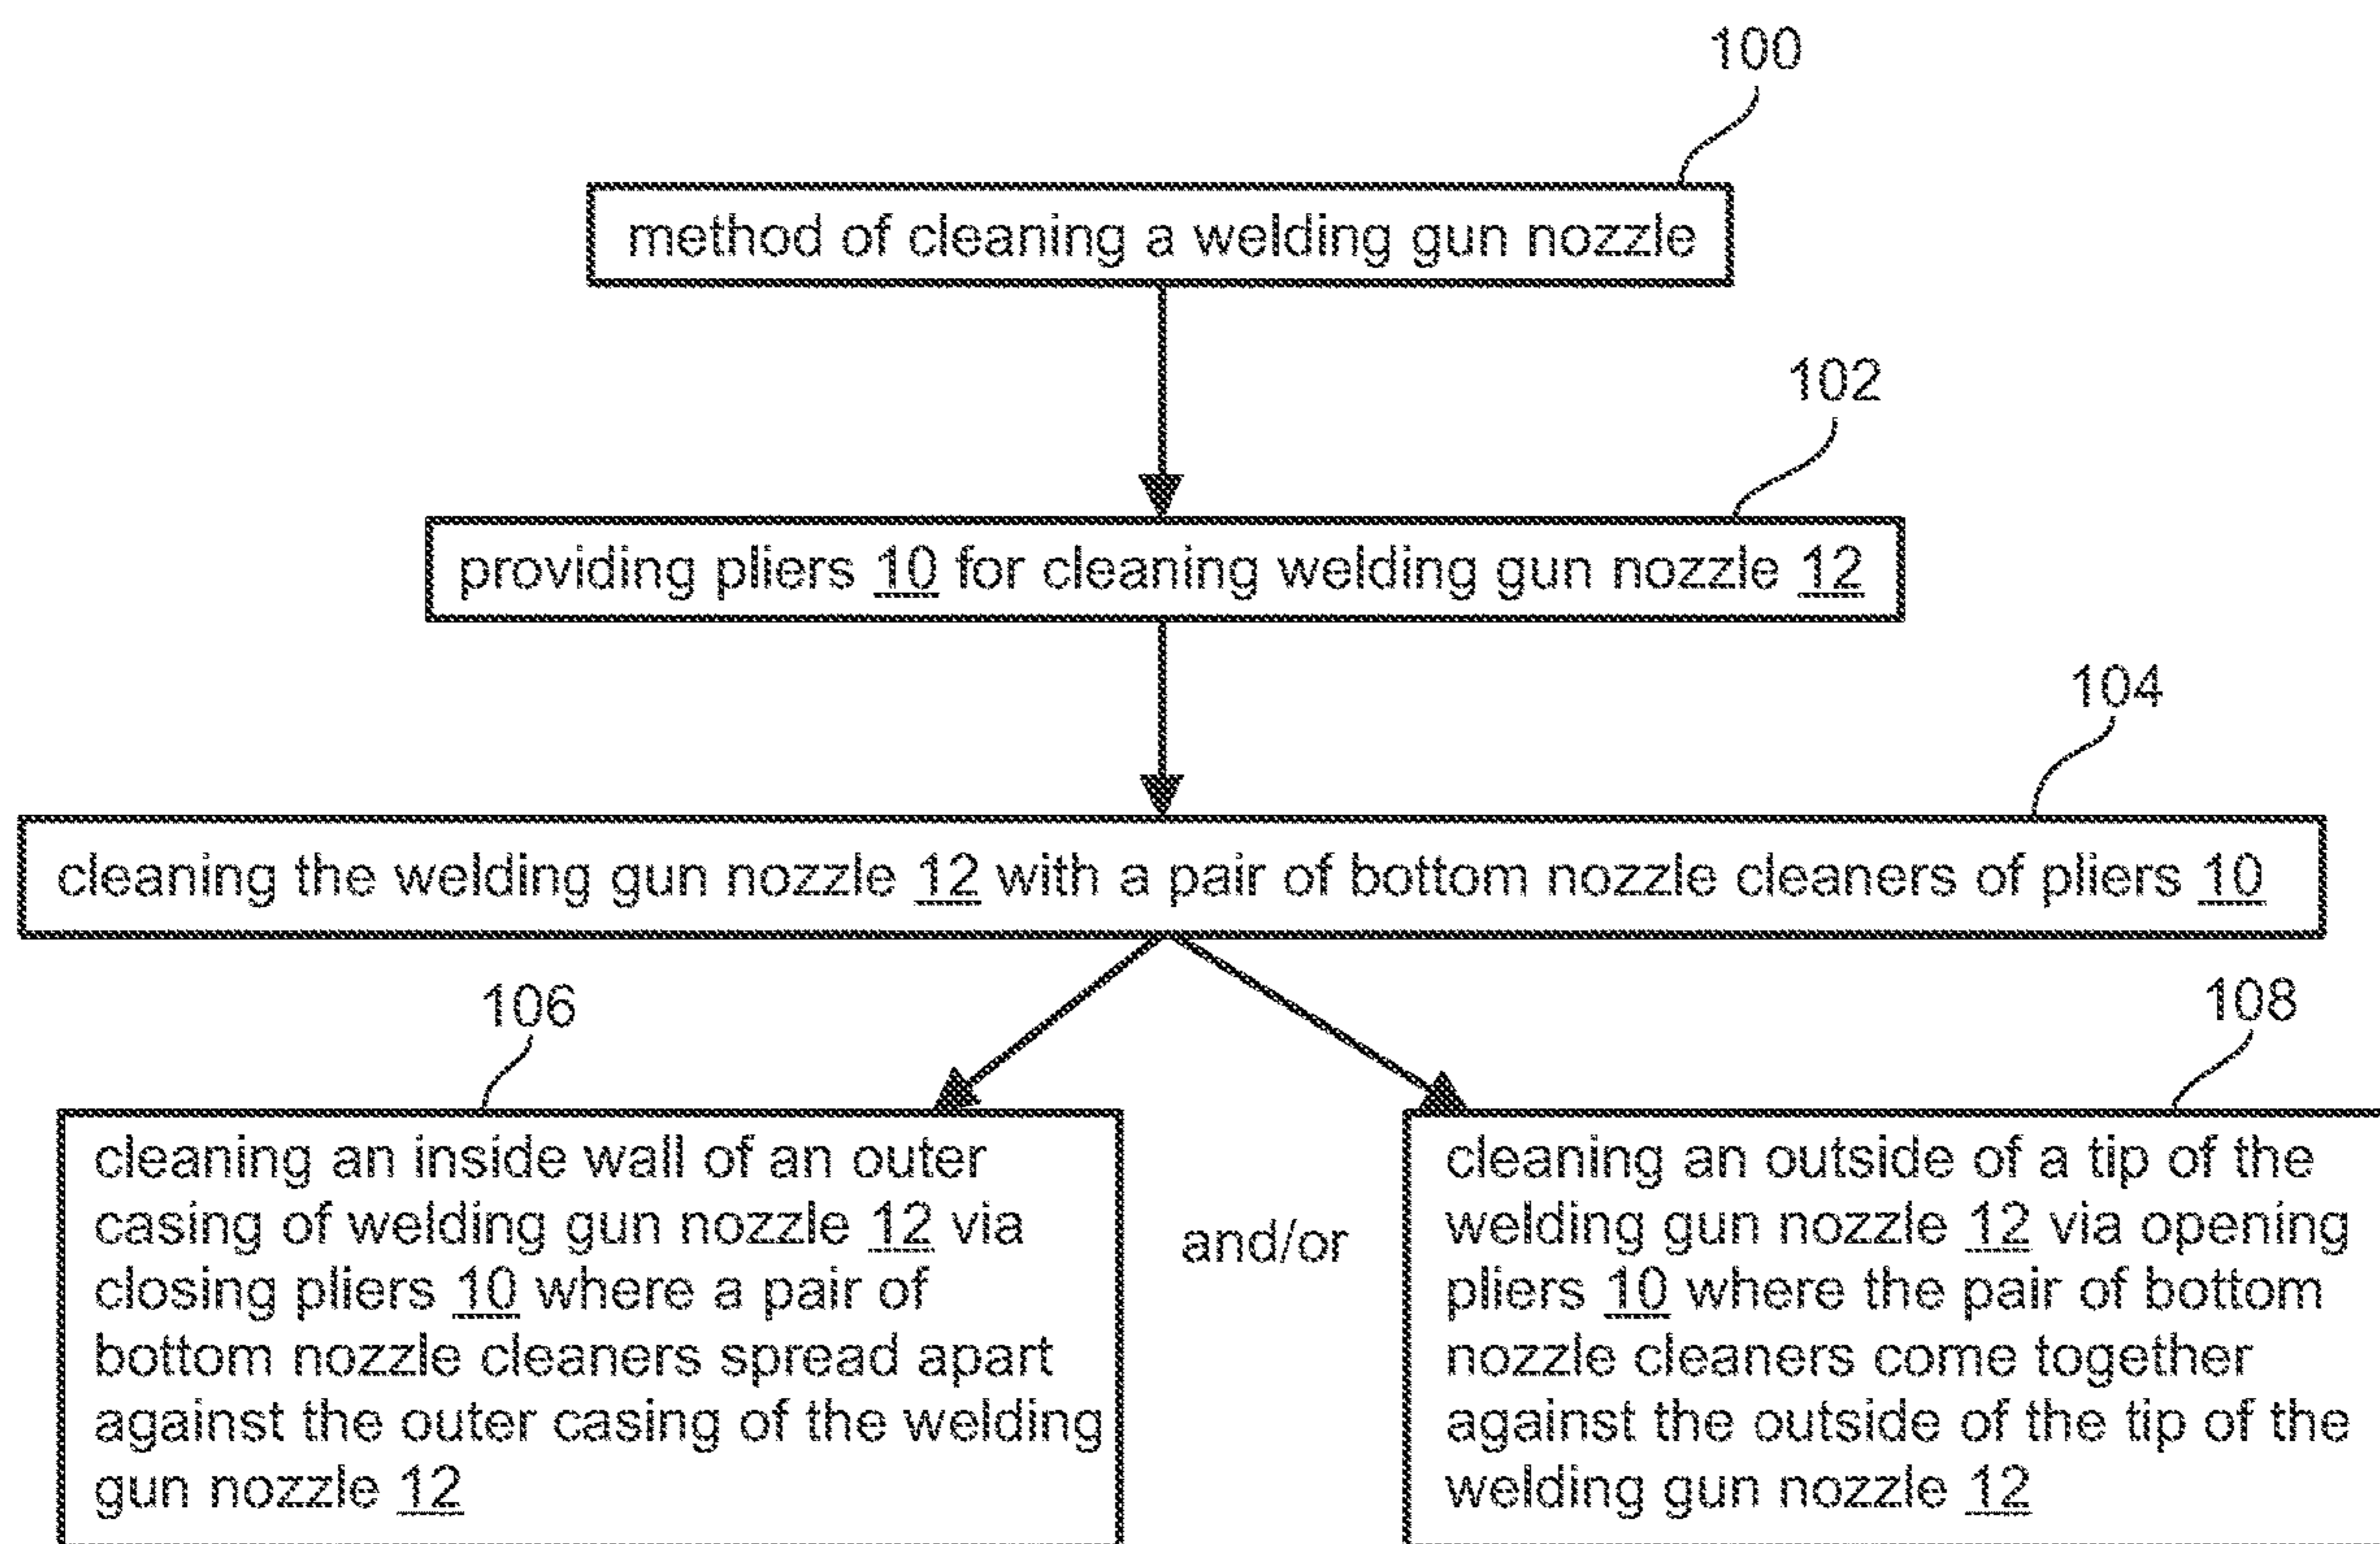 100
method of cleaning a welding gun nozzle
102
providing pliers 10 for cleaning welding gun nozzle 12
104
cleaning the welding gun nozzle 12 with a pair of bottom nozzle cleaners of pliers 10
106
cleaning an inside wall of an outer
casing of welding gun nozzle 12 via
closing pliers 10 where a pair of
bottom nozzle cleaners spread apart
against the outer casing of the welding
gun nozzle 12
and/or
108
cleaning an outside of a tip of the
welding gun nozzle 12 via opening
pliers 10 where the pair of bottom
nozzle cleaners come together
against the outside of the tip of the
welding gun nozzle 12